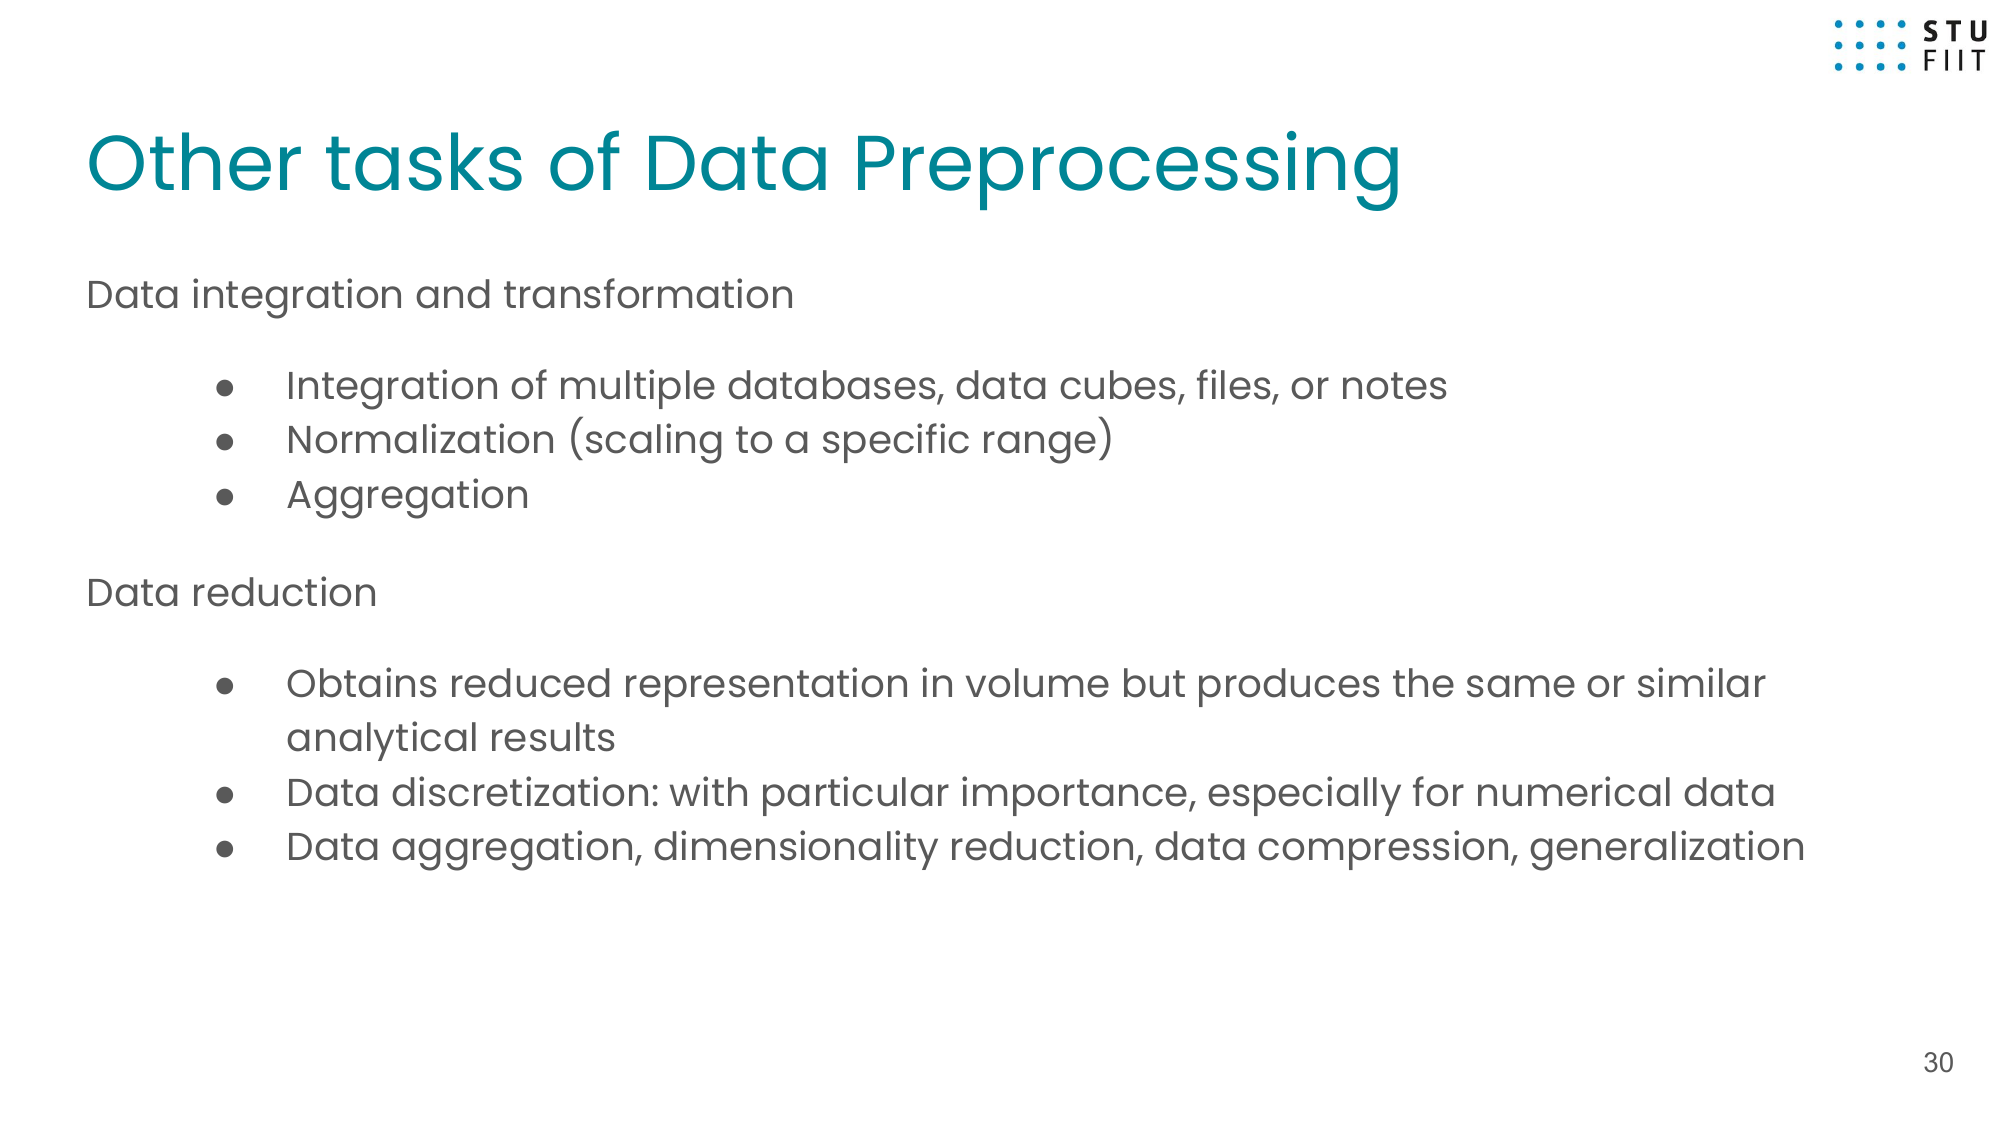 STU
FIIT
Other tasks of Data Preprocessing
Data integration and transformation
● Integration of multiple databases, data cubes, files, or notes
● Normalization (scaling to a specific range)
● Aggregation
Data reduction
● Obtains reduced representation in volume but produces the same or similar
analytical results
● Data discretization: with particular importance, especially for numerical data
● Data aggregation, dimensionality reduction, data compression, generalization
30